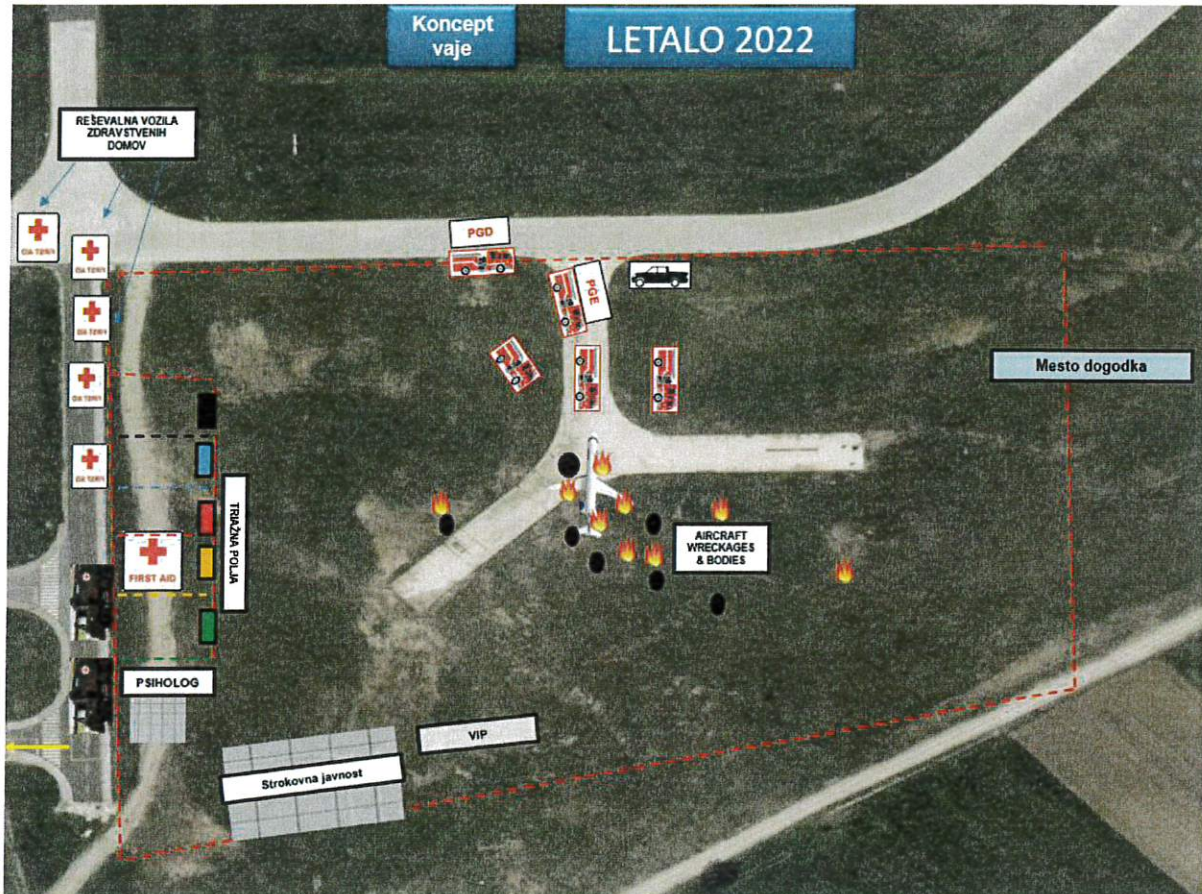 Koncept
vaje
LETALO 2022
REŠEVALNA VOZILA
ZDRAVSTVENIH
DOMOV
PGD
PGE
Mesto dogodka
TRIAŽNA POLJA
FIRST AID
AIRCRAFT
WRECKAGES
& BODIES
PSIHOLOG
VIP
Strokovna javnost